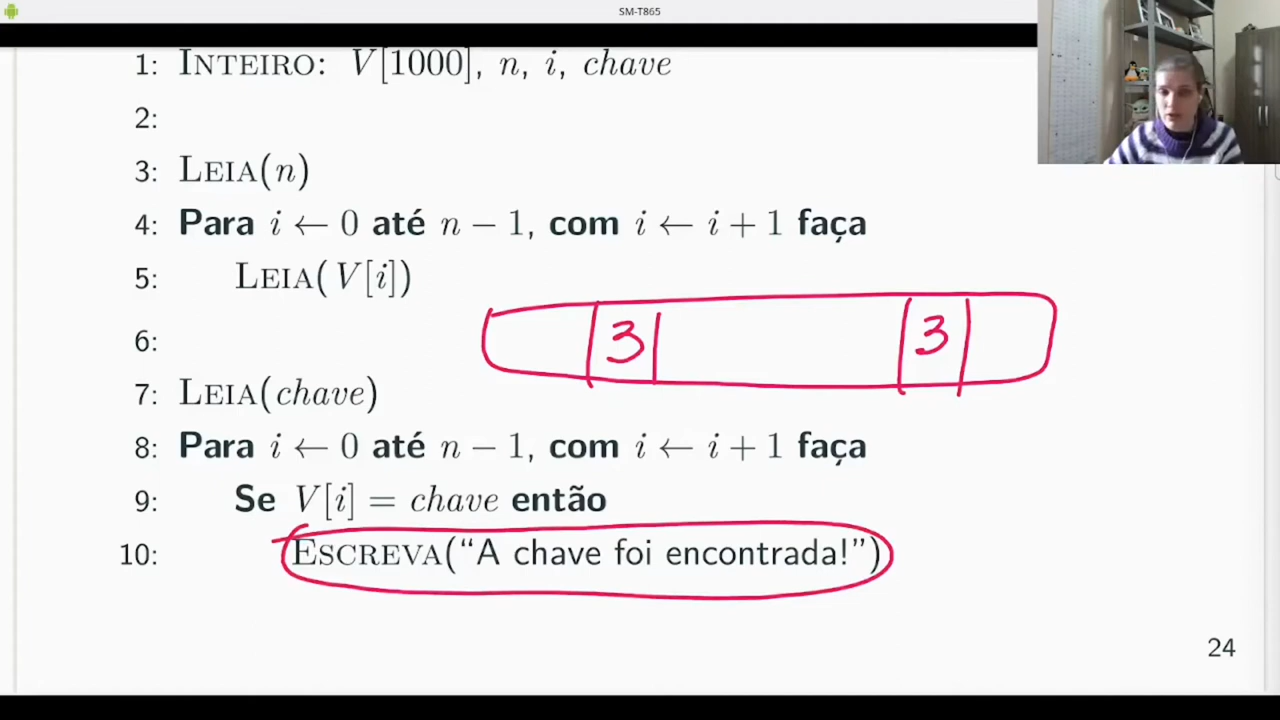 SM-T865
1: INTEIRO: V[1000], n, i, chave
2:
3: LEIA(n)
4: Para i ← 0 até n − 1, com i ← i + 1 faça
5: LEIA(V[i])
3 3
6:
7: LEIA(chave)
8: Para i ← 0 até n − 1, com i ← i + 1 faça
9: Se V[i] = chave então
10: ESCREVA(“A chave foi encontrada!”)
24